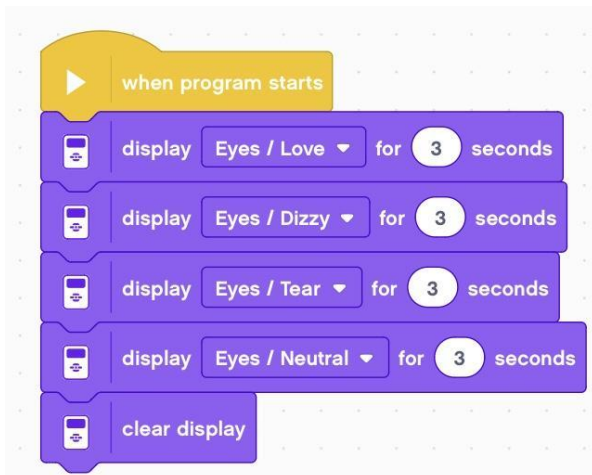 when program starts
display Eyes / Love for 3 seconds
display Eyes / Dizzy for 3 seconds
display Eyes / Tear for 3 seconds
display Eyes / Neutral for 3 seconds
clear display